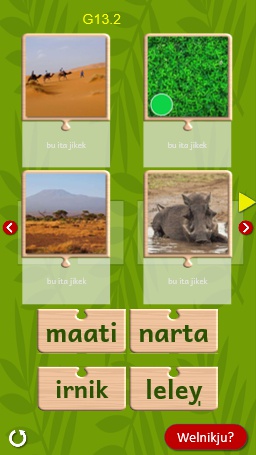 G13.2
bu ita jikek
bu ita jikek
bu ita jikek
bu ita jikek
maati
narta
irnik
leley̩
Welnikju?